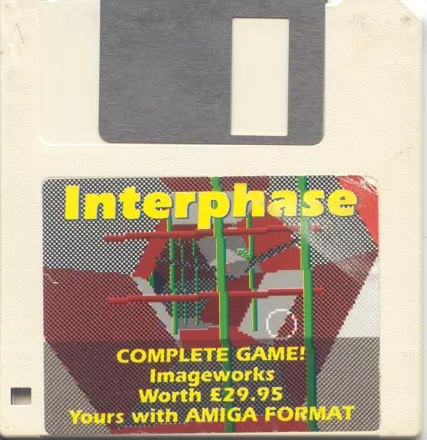 Interphase
COMPLETE GAME!
Imageworks
Worth £29.95
Yours with AMIGA FORMAT